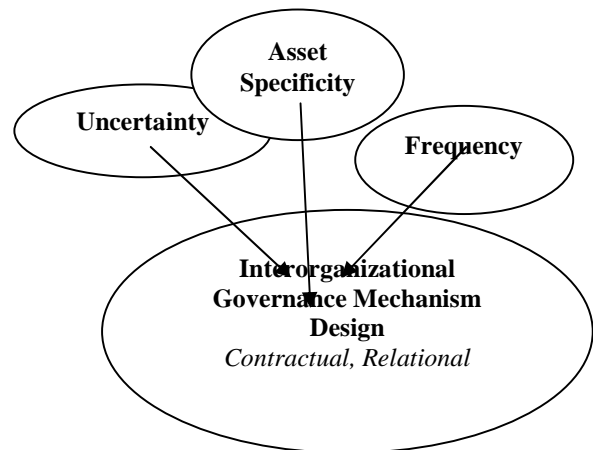 Asset
Specificity
Uncertainty
Frequency
Interorganizational
Governance Mechanism
Design
Contractual, Relational